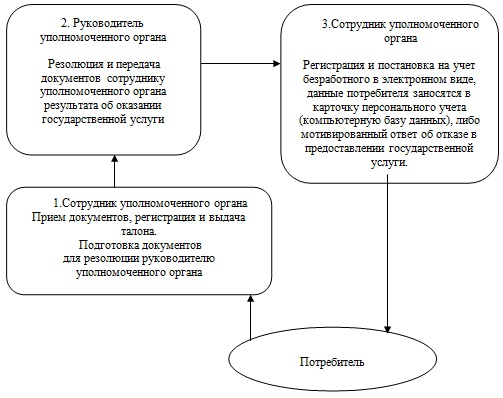 2. Руководитель
уполномоченного органа
Резолюция и передача
документов сотруднику
уполномоченного органа
результата об оказании
государственной услуги
3.Сотрудник уполномоченного
органа
Регистрация и постановка на учет
безработного в электронном виде,
данные потребителя заносятся в
карточку персонального учета
(компьютерную базу данных), либо
мотивированный ответ об отказе в
предоставлении государственной
услуги.
1.Сотрудник уполномоченного органа
Прием документов, регистрация и выдача
талона.
Подготовка документов
для резолюции руководителю
уполномоченного органа
Потребитель